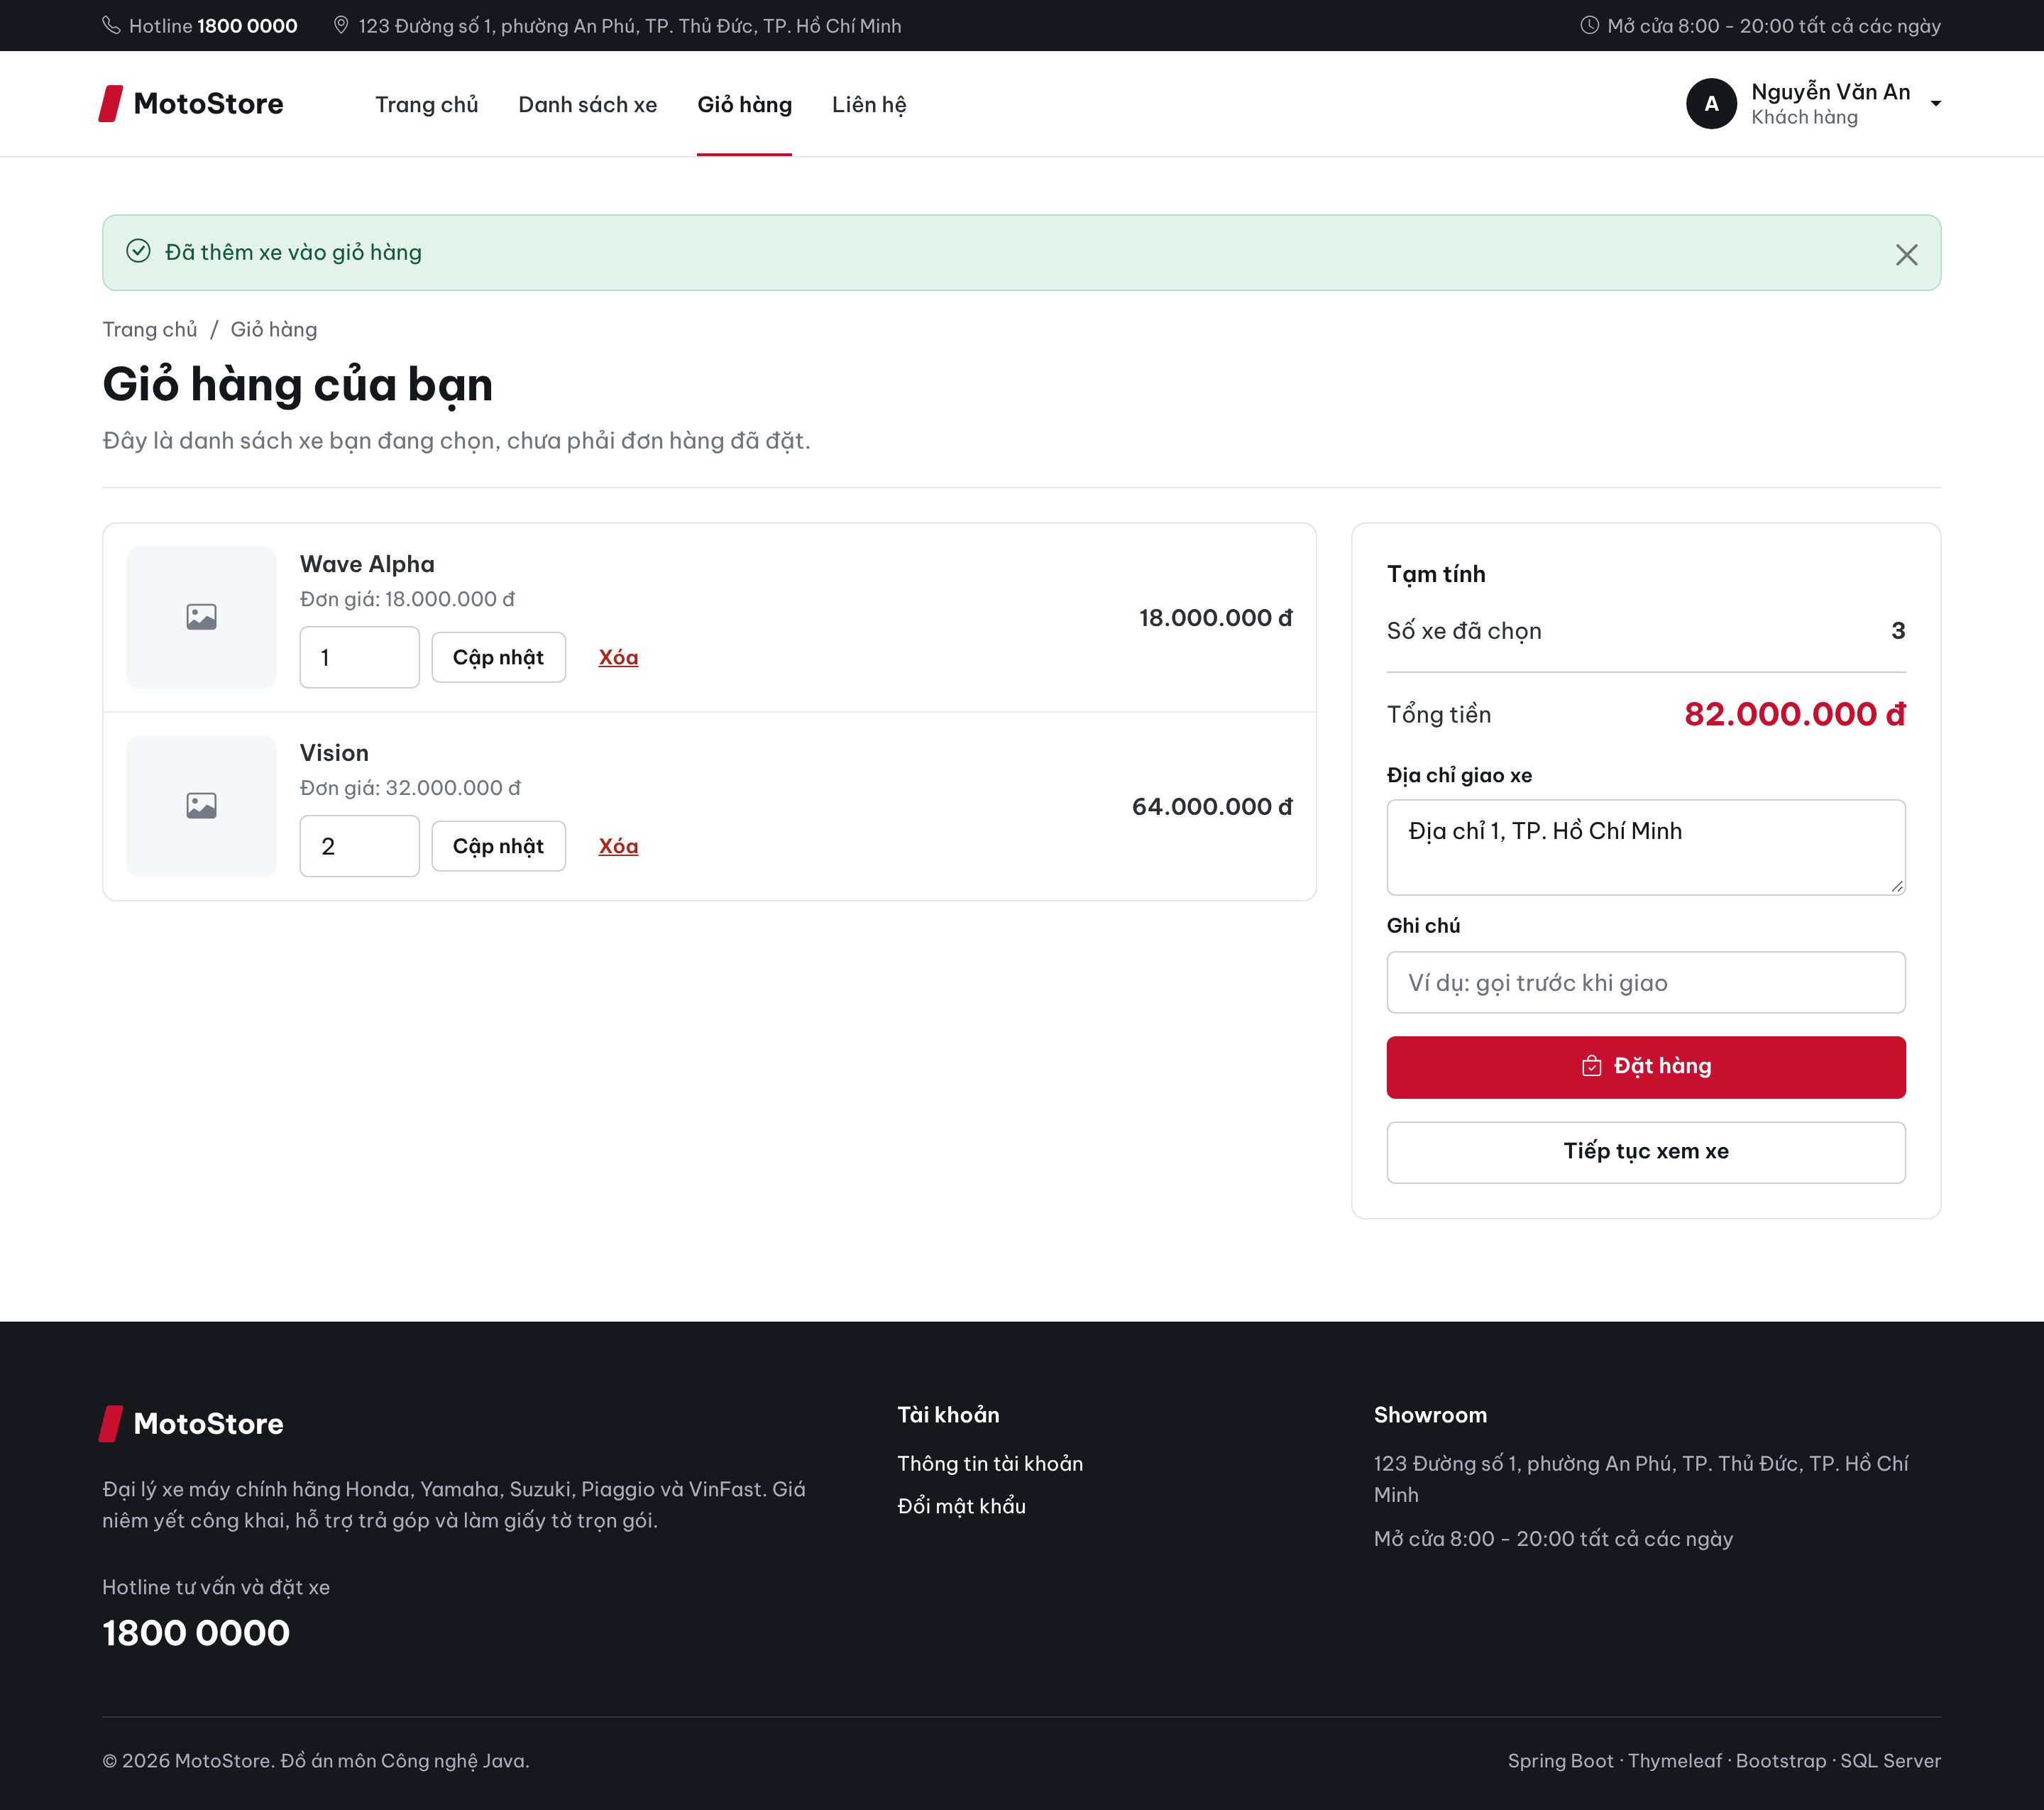 Hotline 1800 0000
123 Đường số 1, phường An Phú, TP. Thủ Đức, TP. Hồ Chí Minh
Mở cửa 8:00 - 20:00 tất cả các ngày
MotoStore
Trang chủ
Danh sách xe
Giỏ hàng
Liên hệ
A
Nguyễn Văn An
Khách hàng
Đã thêm xe vào giỏ hàng
Trang chủ / Giỏ hàng
Giỏ hàng của bạn
Đây là danh sách xe bạn đang chọn, chưa phải đơn hàng đã đặt.
Wave Alpha
Đơn giá: 18.000.000 đ
1
Cập nhật
Xóa
18.000.000 đ
Vision
Đơn giá: 32.000.000 đ
2
Cập nhật
Xóa
64.000.000 đ
Tạm tính
Số xe đã chọn 3
Tổng tiền 82.000.000 đ
Địa chỉ giao xe
Địa chỉ 1, TP. Hồ Chí Minh
Ghi chú
Ví dụ: gọi trước khi giao
Đặt hàng
Tiếp tục xem xe
MotoStore
Đại lý xe máy chính hãng Honda, Yamaha, Suzuki, Piaggio và VinFast. Giá
niêm yết công khai, hỗ trợ trả góp và làm giấy tờ trọn gói.
Hotline tư vấn và đặt xe
1800 0000
Tài khoản
Thông tin tài khoản
Đổi mật khẩu
Showroom
123 Đường số 1, phường An Phú, TP. Thủ Đức, TP. Hồ Chí
Minh
Mở cửa 8:00 - 20:00 tất cả các ngày
© 2026 MotoStore. Đồ án môn Công nghệ Java.
Spring Boot · Thymeleaf · Bootstrap · SQL Server